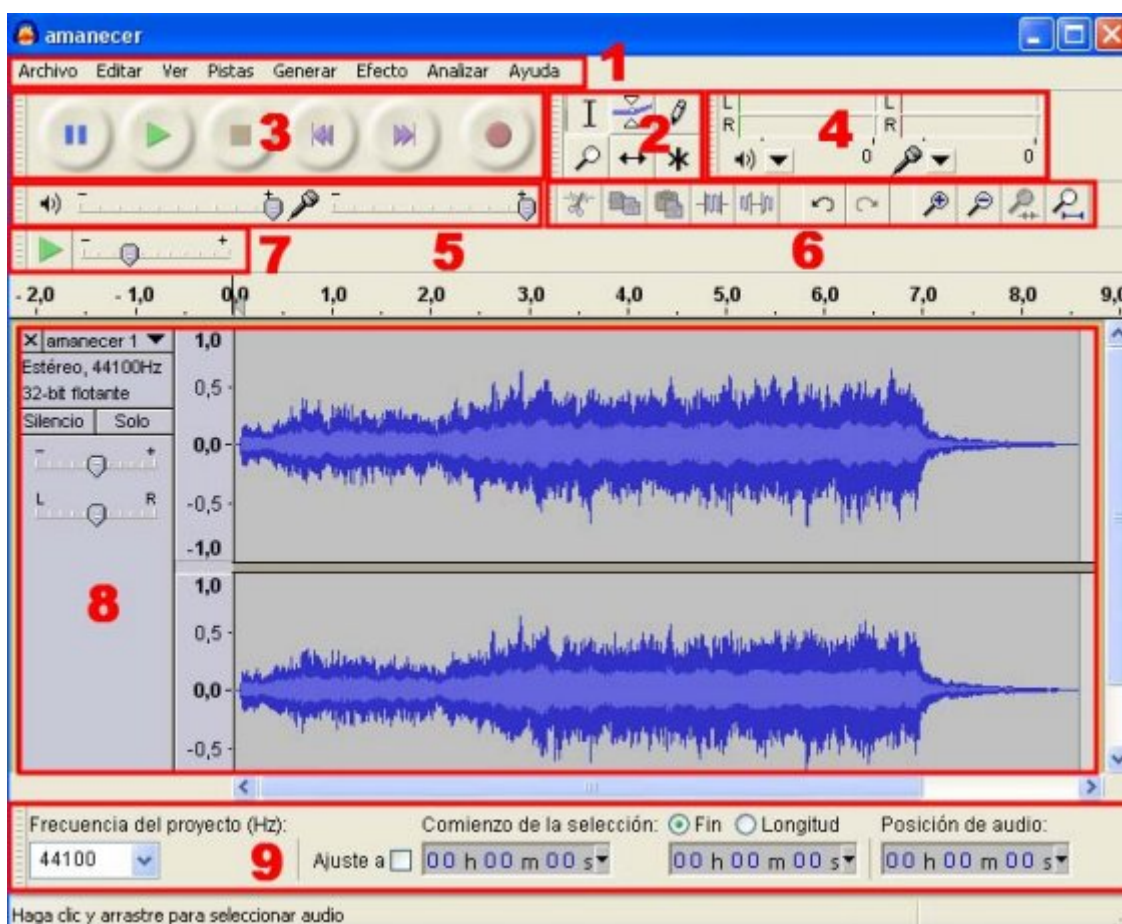 amanecer
Archivo Editar Ver Pistas Generar Efecto Analizar Ayuda 1
3 2 4
L
R
0
L
R
0
- +
- +
5 6
- +
7
- 2,0 - 1,0 0,0 1,0 2,0 3,0 4,0 5,0 6,0 7,0 8,0 9,0
X amanecer 1
Estéreo, 44100Hz
32-bit flotante
Silencio Solo
- +
L R
8
1,0
0,5
0,0
-0,5
-1,0
1,0
0,5
0,0
-0,5
Frecuencia del proyecto (Hz): Comienzo de la selección: Fin Longitud Posición de audio:
44100 9 Ajuste a 00 h 00 m 00 s 00 h 00 m 00 s 00 h 00 m 00 s
Haga clic y arrastre para seleccionar audio